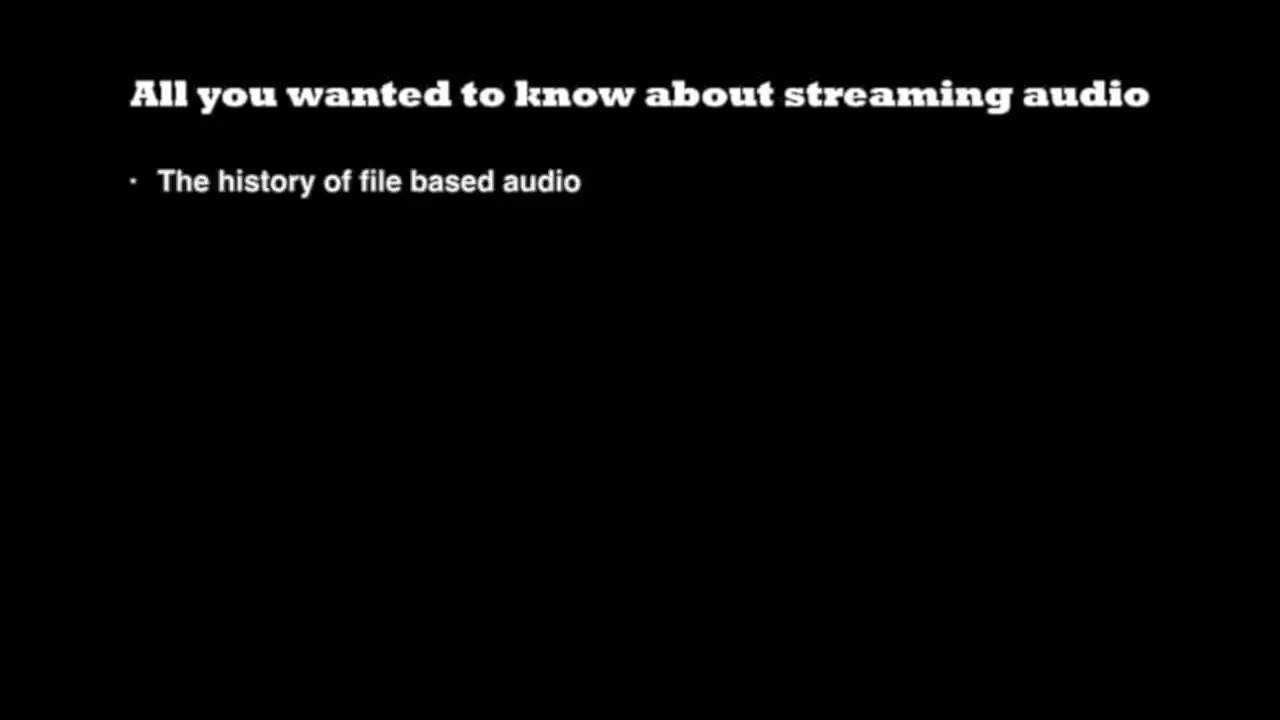 All you wanted to know about streaming audio
• The history of file based audio